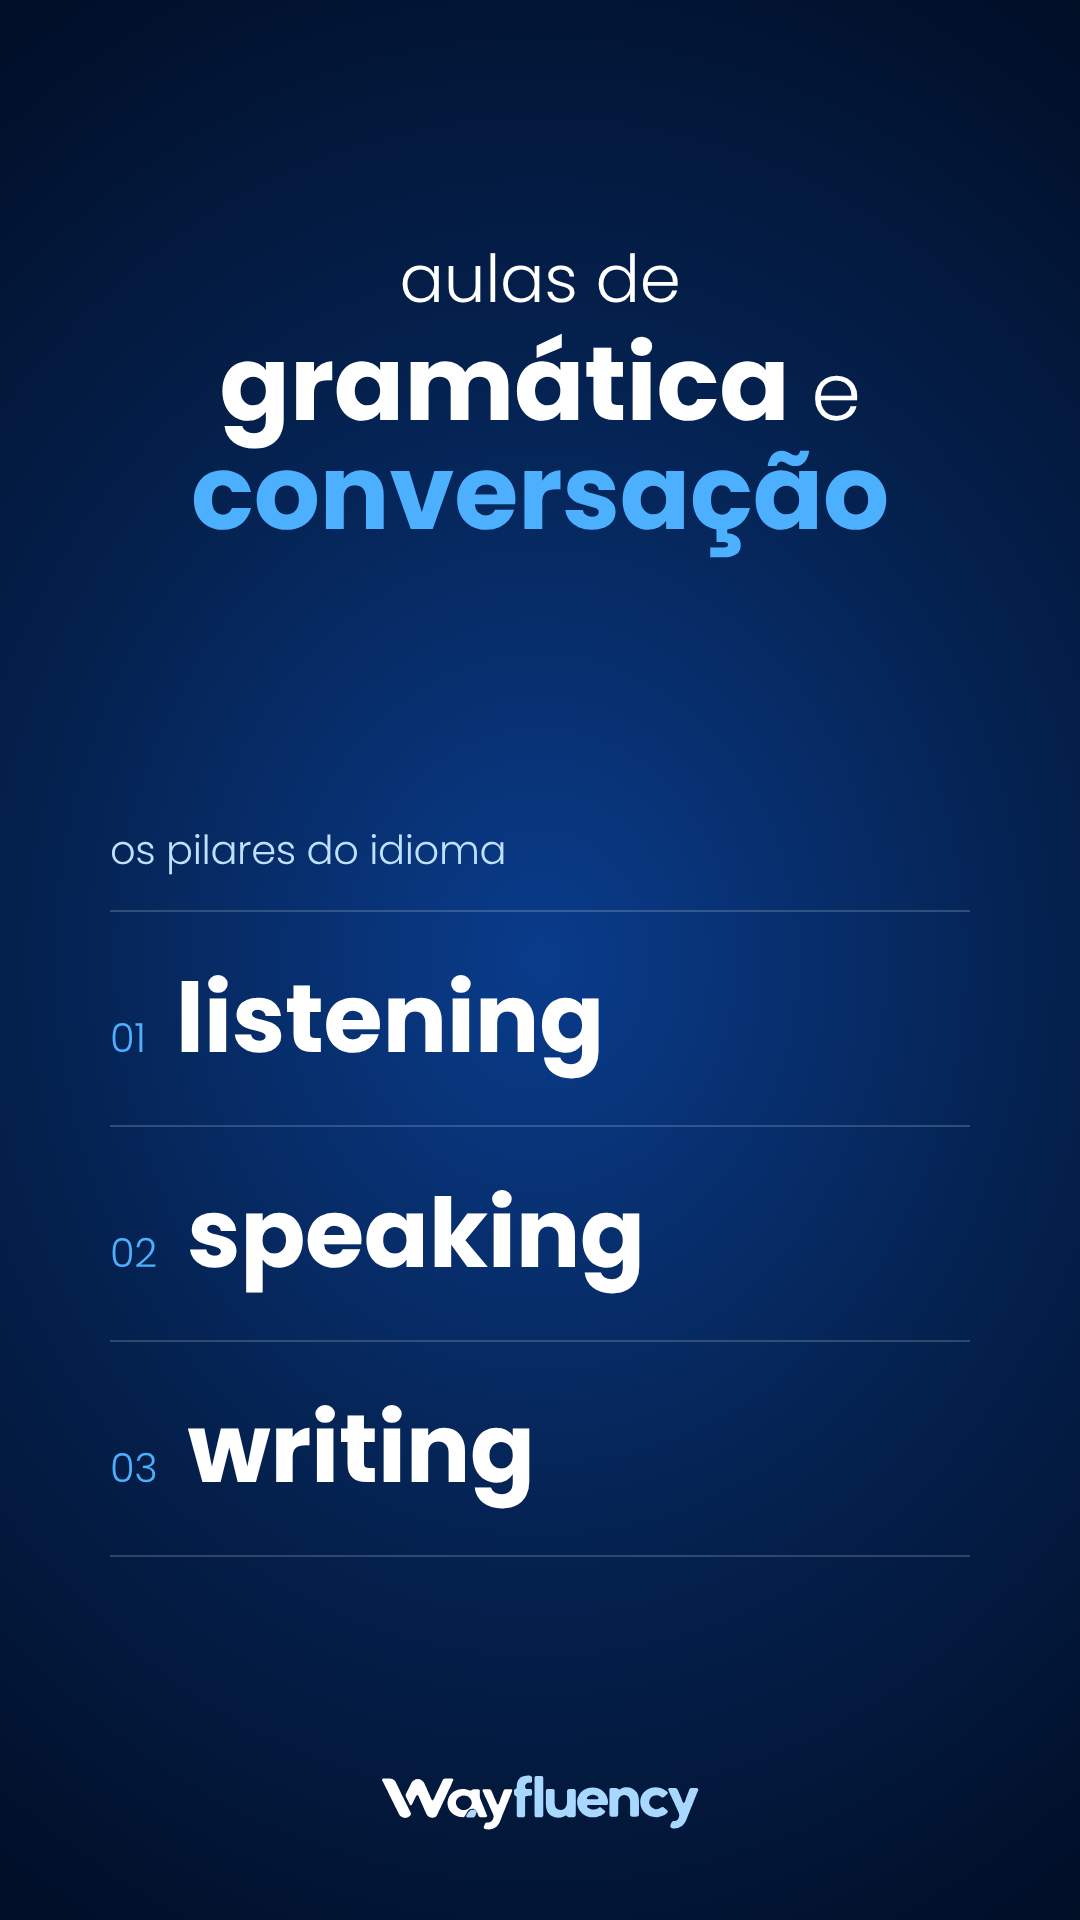 aulas de
gramática e
conversação
os pilares do idioma
01 listening
02 speaking
03 writing
Wayfluency